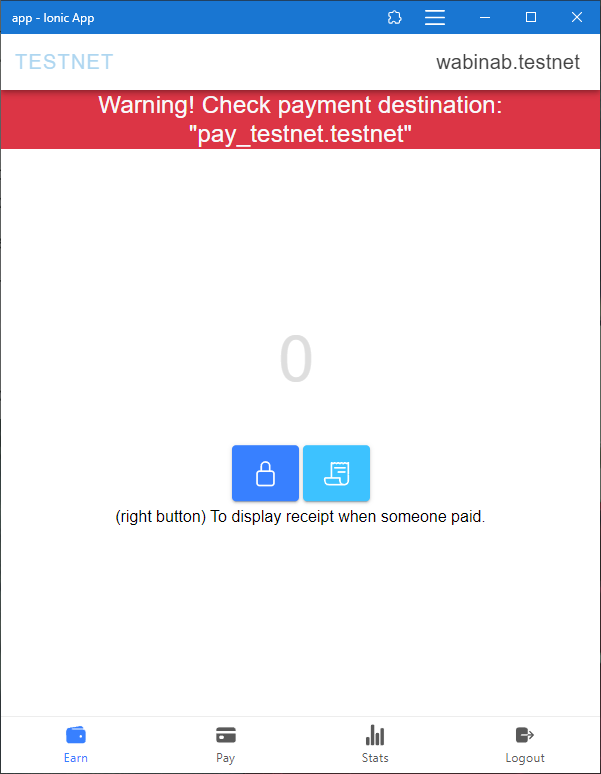 app - Ionic App
TESTNET
wabinab.testnet
Warning! Check payment destination:
"pay_testnet.testnet"
0
(right button) To display receipt when someone paid.
Earn
Pay
Stats
Logout